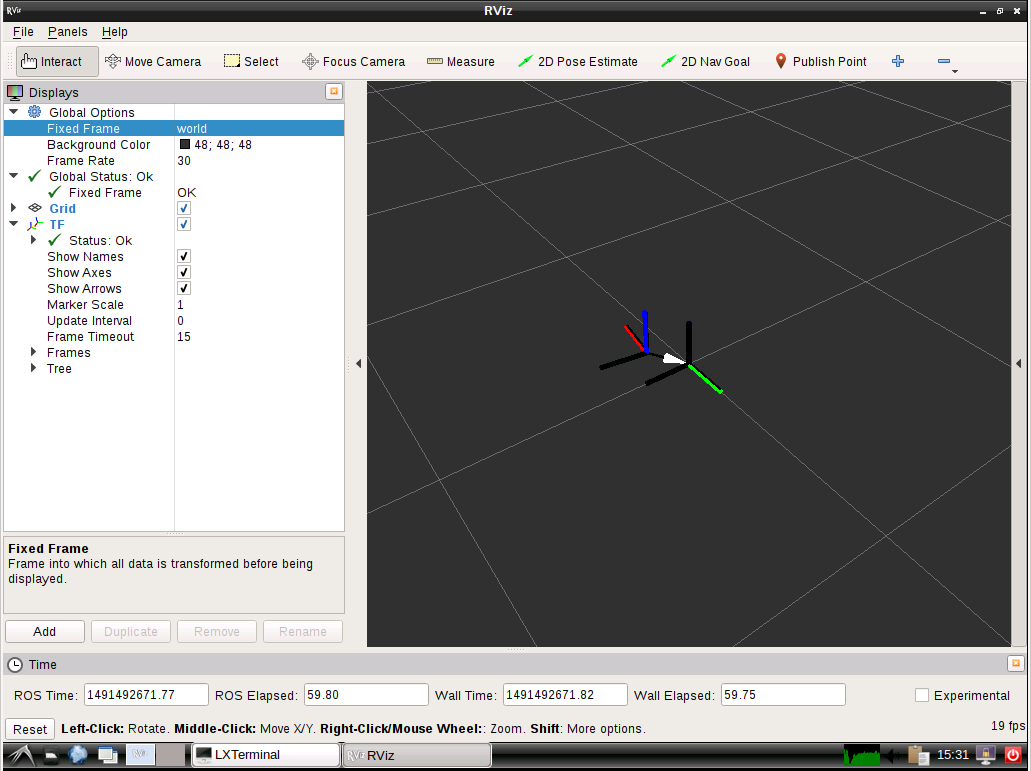 RViz
File Panels Help
Interact Move Camera Select Focus Camera Measure 2D Pose Estimate 2D Nav Goal Publish Point
Displays
Global Options
Fixed Frame world
Background Color 48; 48; 48
Frame Rate 30
Global Status: Ok
Fixed Frame OK
Grid
TF
Status: Ok
Show Names
Show Axes
Show Arrows
Marker Scale 1
Update Interval 0
Frame Timeout 15
Frames
Tree
Fixed Frame
Frame into which all data is transformed before being
displayed.
Add Duplicate Remove Rename
Time
ROS Time: 1491492671.77 ROS Elapsed: 59.80 Wall Time: 1491492671.82 Wall Elapsed: 59.75 Experimental
Reset Left-Click: Rotate. Middle-Click: Move X/Y. Right-Click/Mouse Wheel:: Zoom. Shift: More options. 19 fps
LXTerminal RViz 15:31